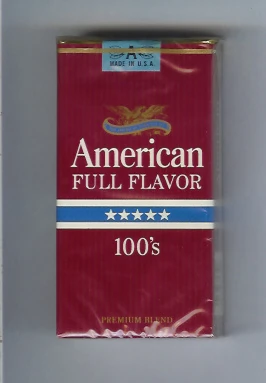 A
MADE IN U.S.A.
American
FULL FLAVOR
100's
PREMIUM BLEND